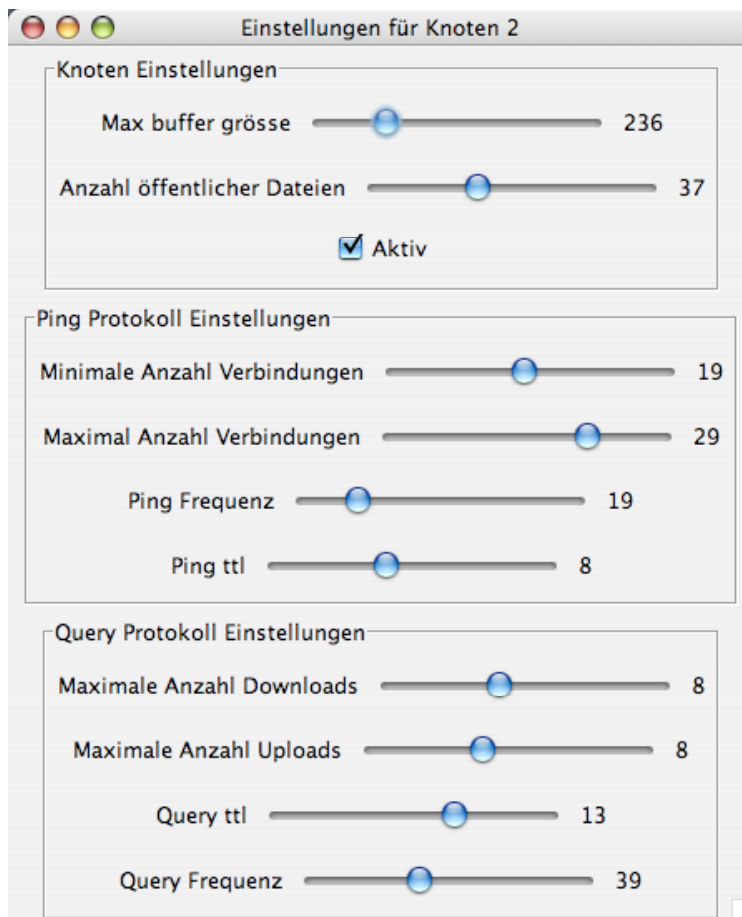 Einstellungen für Knoten 2
Knoten Einstellungen
Max buffer grösse 236
Anzahl öffentlicher Dateien 37
Aktiv
Ping Protokoll Einstellungen
Minimale Anzahl Verbindungen 19
Maximal Anzahl Verbindungen 29
Ping Frequenz 19
Ping ttl 8
Query Protokoll Einstellungen
Maximale Anzahl Downloads 8
Maximale Anzahl Uploads 8
Query ttl 13
Query Frequenz 39